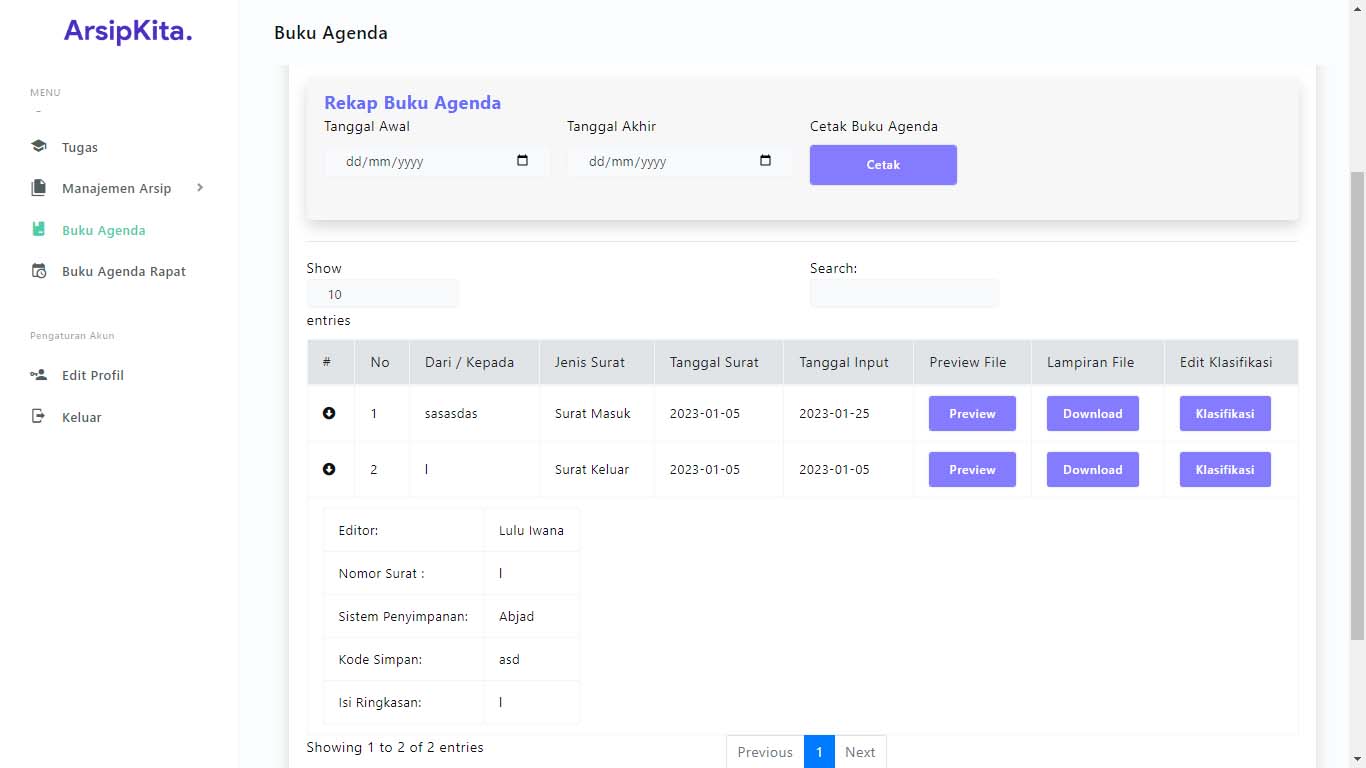 ArsipKita.
Buku Agenda
MENU
Tugas
Manajemen Arsip
Buku Agenda
Buku Agenda Rapat
Pengaturan Akun
Edit Profil
Keluar
Rekap Buku Agenda
Tanggal Awal Tanggal Akhir Cetak Buku Agenda
dd/mm/yyyy dd/mm/yyyy Cetak
Show Search:
10
entries
# No Dari / Kepada Jenis Surat Tanggal Surat Tanggal Input Preview File Lampiran File Edit Klasifikasi
1 sasasdas Surat Masuk 2023-01-05 2023-01-25 Preview Download Klasifikasi
2 l Surat Keluar 2023-01-05 2023-01-05 Preview Download Klasifikasi
Editor: Lulu Iwana
Nomor Surat : l
Sistem Penyimpanan: Abjad
Kode Simpan: asd
Isi Ringkasan: l
Showing 1 to 2 of 2 entries Previous 1 Next